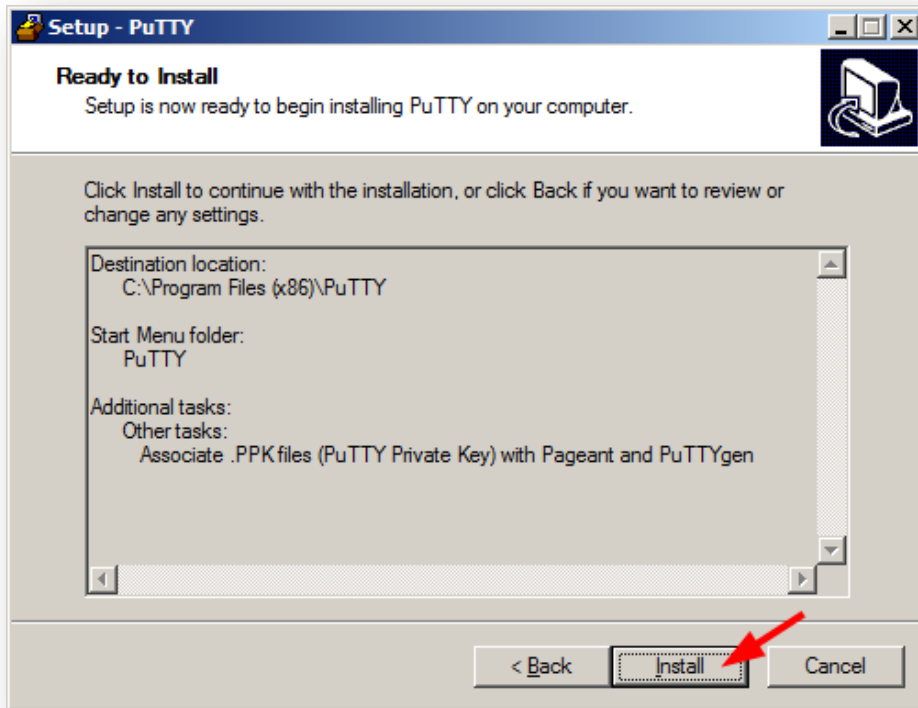 Setup - PuTTY
Ready to Install
Setup is now ready to begin installing PuTTY on your computer.
Click Install to continue with the installation, or click Back if you want to review or
change any settings.
Destination location:
C:\Program Files (x86)\PuTTY
Start Menu folder:
PuTTY
Additional tasks:
Other tasks:
Associate .PPK files (PuTTY Private Key) with Pageant and PuTTYgen
< Back
Install
Cancel